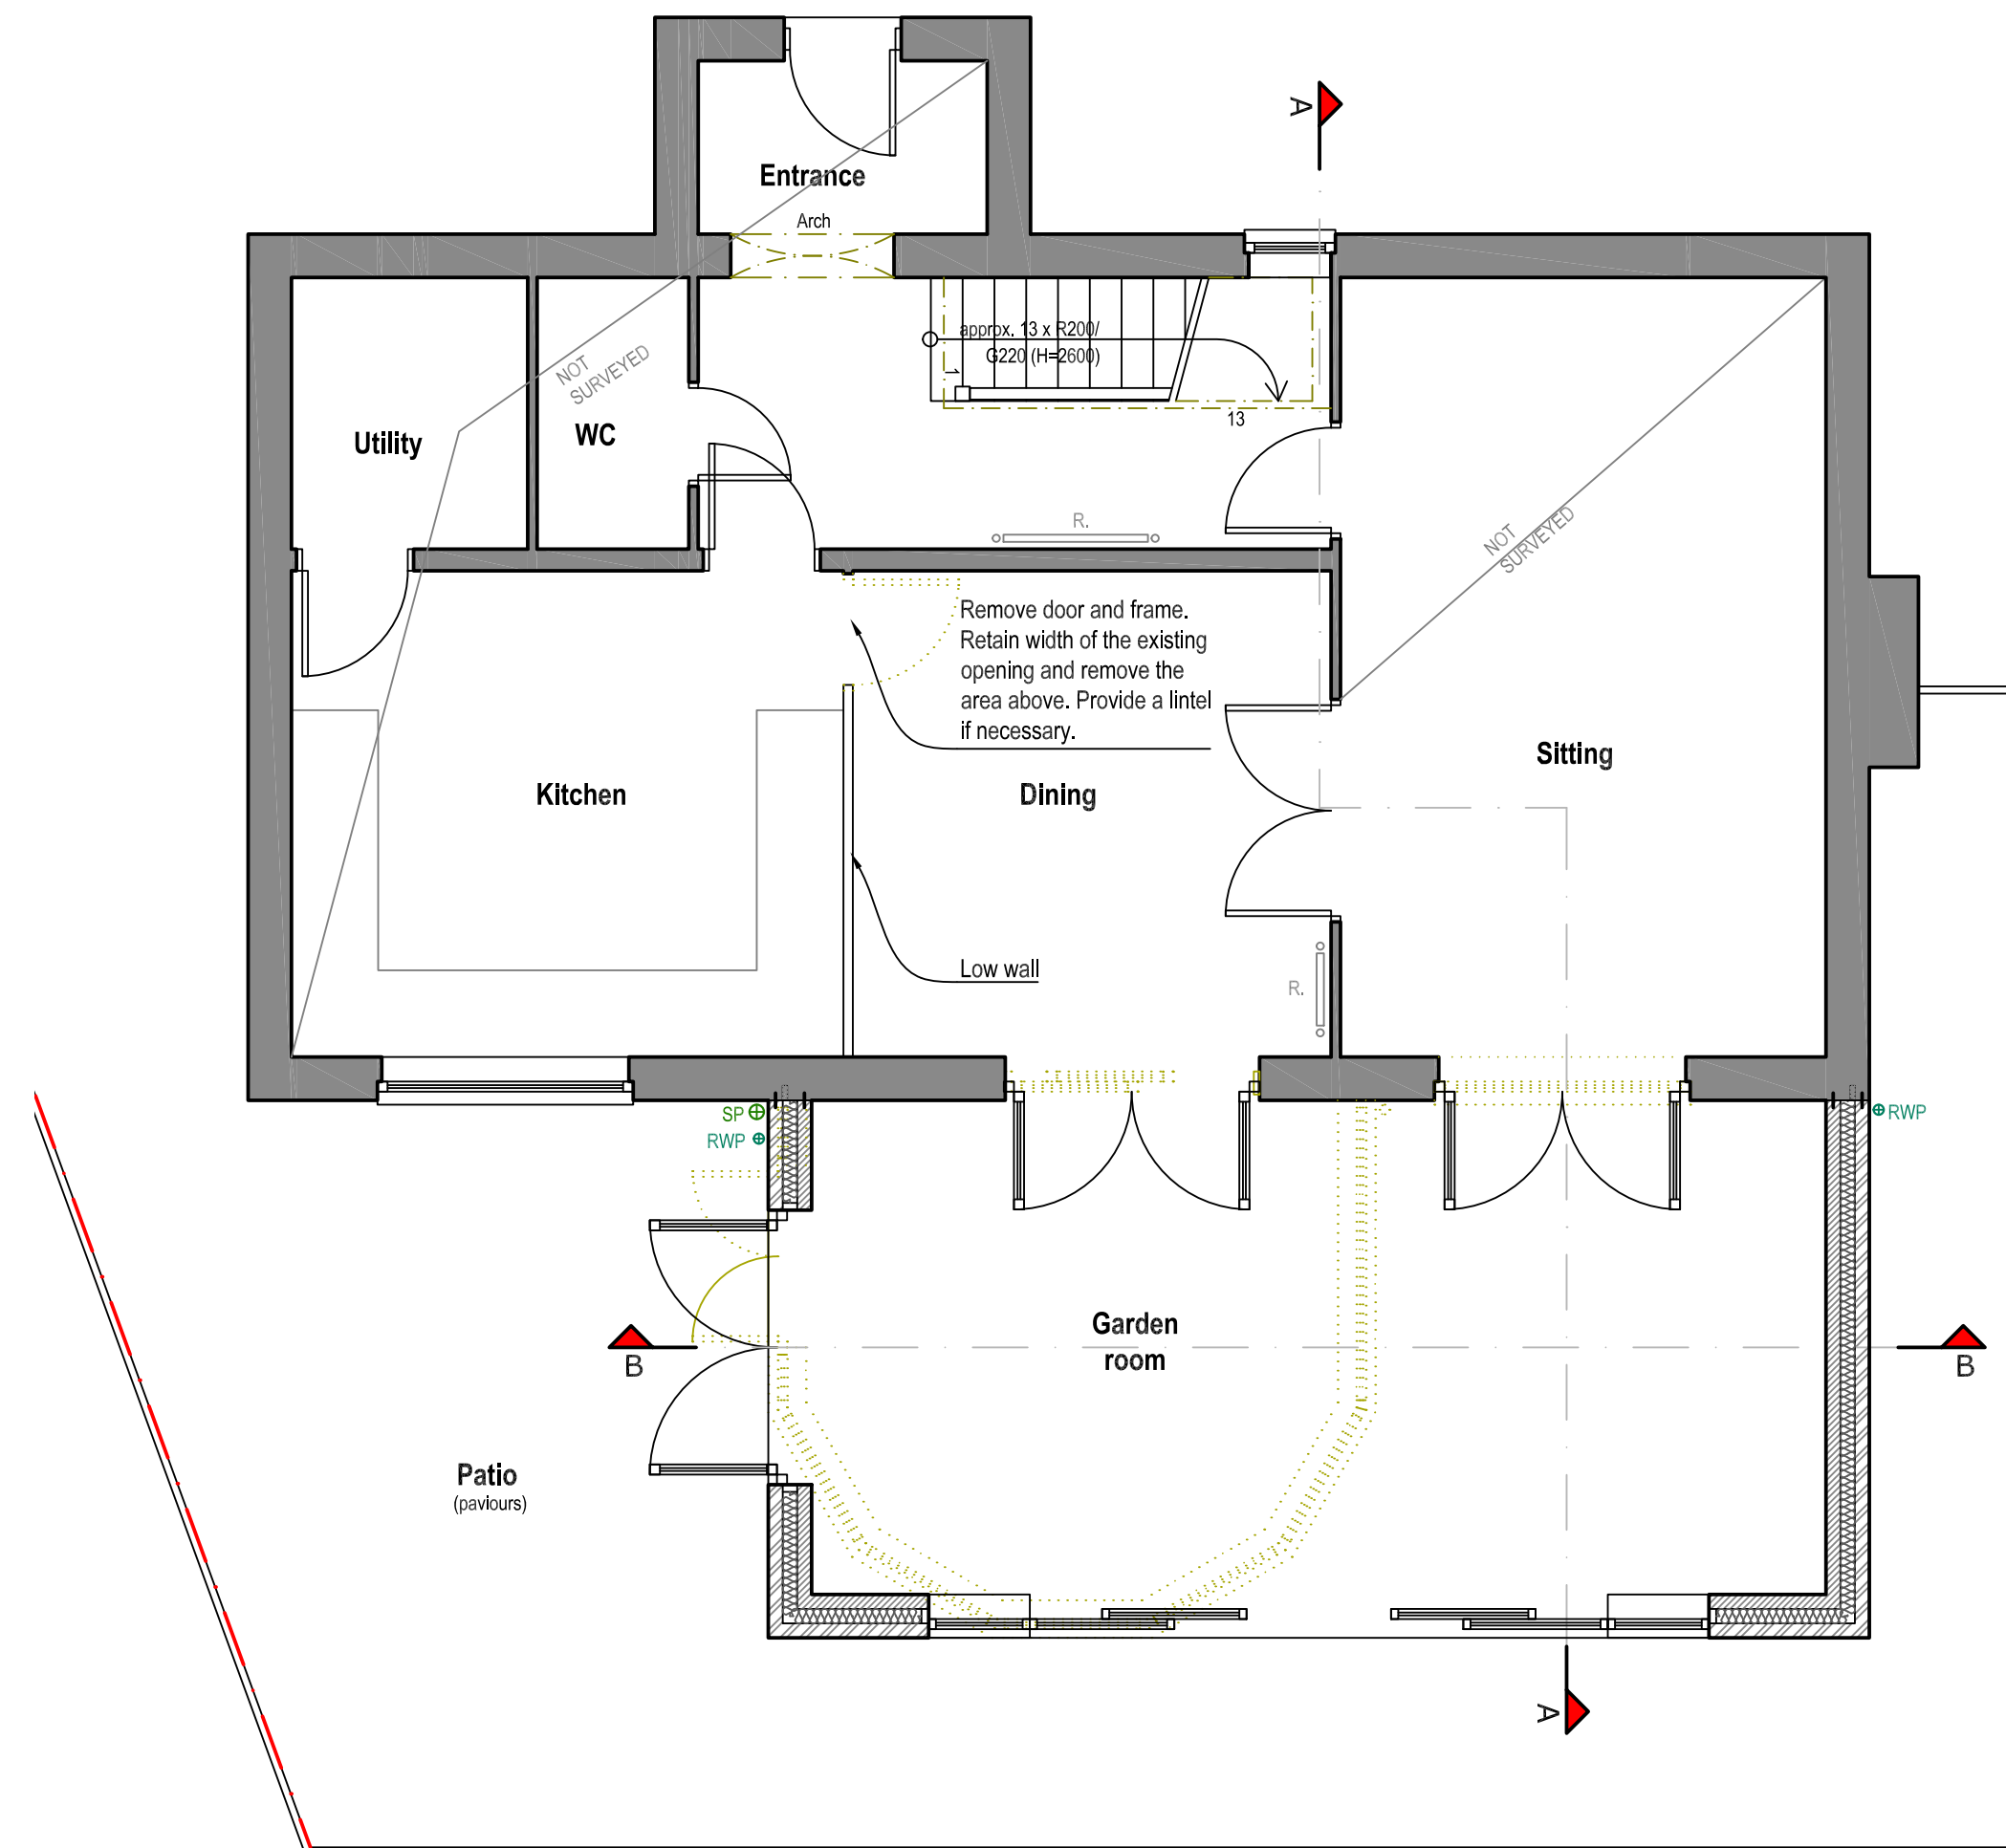 A
Entrance
Arch
approx. 13 x R200/
G220 (H=2600)
1
13
NOT
SURVEYED
Utility
WC
R.
NOT
SURVEYED
Remove door and frame.
Retain width of the existing
opening and remove the
area above. Provide a lintel
if necessary.
Sitting
Kitchen
Dining
Low wall
R.
SP
RWP
RWP
Garden
room
B
B
Patio
(paviours)
A